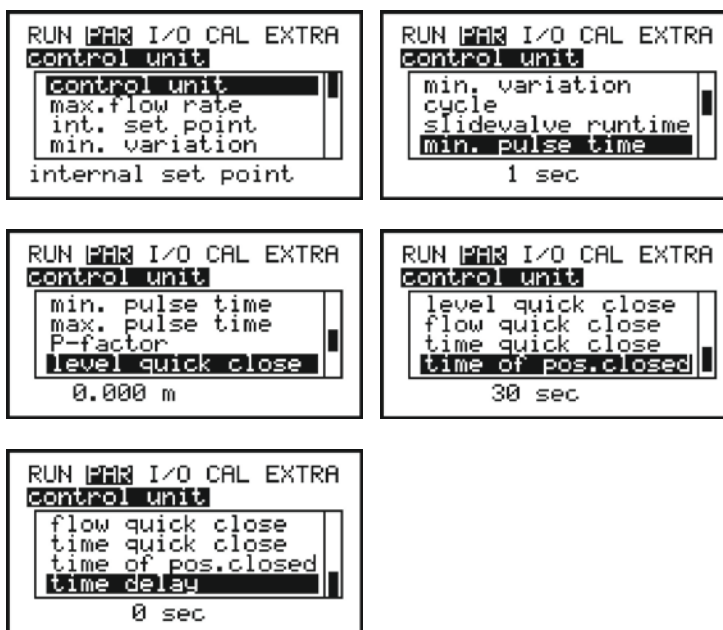 RUN PAR I/O CAL EXTRA
control unit
control unit
max.flow rate
int. set point
min. variation
internal set point
RUN PAR I/O CAL EXTRA
control unit
min. variation
cycle
slidevalve runtime
min. pulse time
1 sec
RUN PAR I/O CAL EXTRA
control unit
min. pulse time
max. pulse time
P-factor
level quick close
0.000 m
RUN PAR I/O CAL EXTRA
control unit
level quick close
flow quick close
time quick close
time of pos.closed
30 sec
RUN PAR I/O CAL EXTRA
control unit
flow quick close
time quick close
time of pos.closed
time delay
0 sec